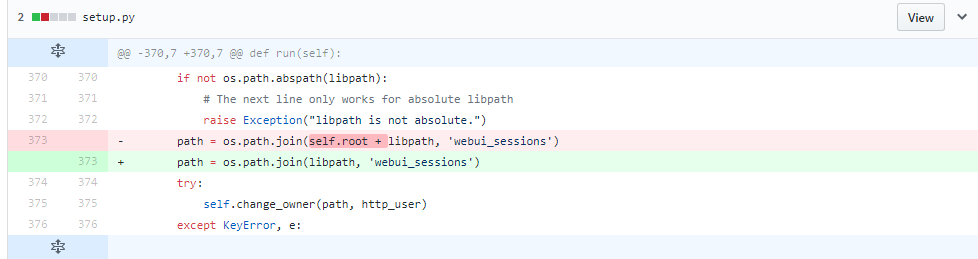 2 setup.py View
@@ -370,7 +370,7 @@ def run(self):
370 370 if not os.path.abspath(libpath):
371 371 # The next line only works for absolute libpath
372 372 raise Exception("libpath is not absolute.")
373 - path = os.path.join(self.root + libpath, 'webui_sessions')
373 + path = os.path.join(libpath, 'webui_sessions')
374 374 try:
375 375 self.change_owner(path, http_user)
376 376 except KeyError, e: